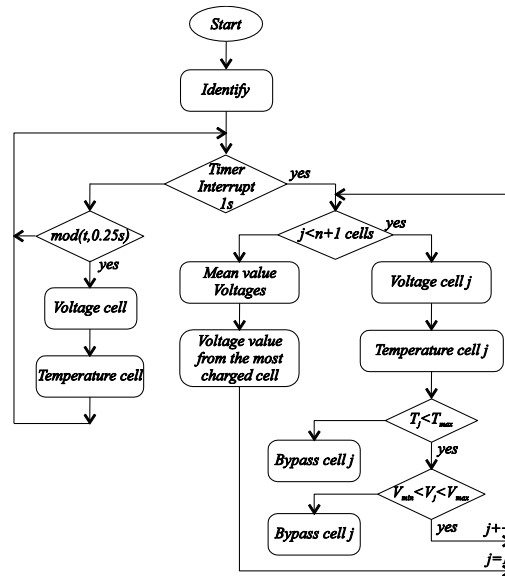 Start
Identify
Timer
Interrupt
1s
yes
mod(t,0.25s)
yes
j<n+1 cells
yes
Voltage cell
Temperature cell
Mean value
Voltages
Voltage value
from the most
charged cell
Voltage cell j
Temperature cell j
Tj<Tmax
yes
Bypass cell j
Vmin<Vj<Vmax
yes
Bypass cell j